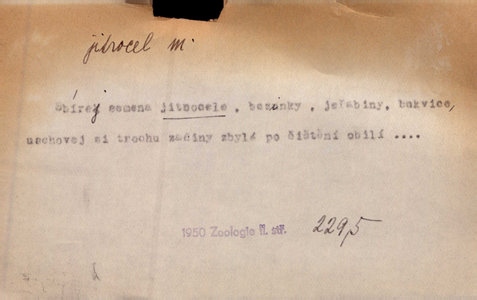 jitrocel m.
Sbírej semena jitrocele, bezinky, jeřabiny, bukvice,
uschovej si trochu zadiny zbylé po čištění obilí ....
1950 Zoologie II. stř. 229,5